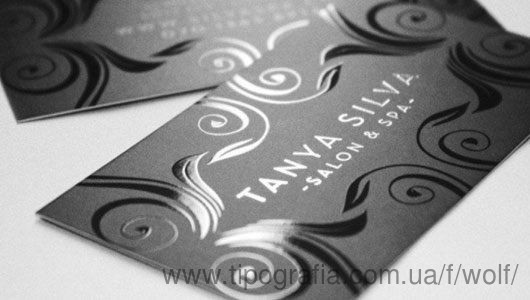 TANYA SILVA
-SALON & SPA-
www.tipografia.com.ua/f/wolf/